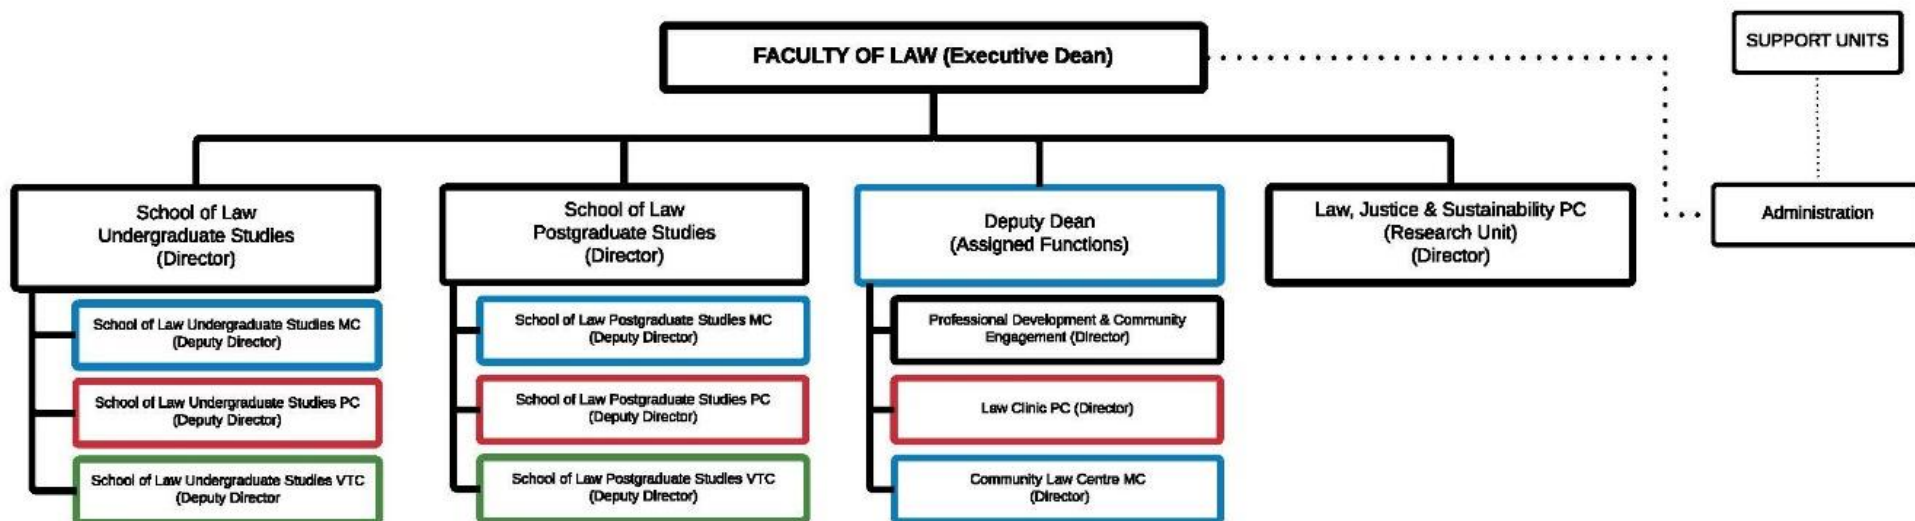 FACULTY OF LAW (Executive Dean)
SUPPORT UNITS
School of Law
Undergraduate Studies
(Director)
School of Law
Postgraduate Studies
(Director)
Deputy Dean
(Assigned Functions)
Law, Justice & Sustainability PC
(Research Unit)
(Director)
Administration
School of Law Undergraduate Studies MC
(Deputy Director)
School of Law Undergraduate Studies PC
(Deputy Director)
School of Law Undergraduate Studies VTC
(Deputy Director
School of Law Postgraduate Studies MC
(Deputy Director)
School of Law Postgraduate Studies PC
(Deputy Director)
School of Law Postgraduate Studies VTC
(Deputy Director)
Professional Development & Community
Engagement (Director)
Law Clinic PC (Director)
Community Law Centre MC
(Director)